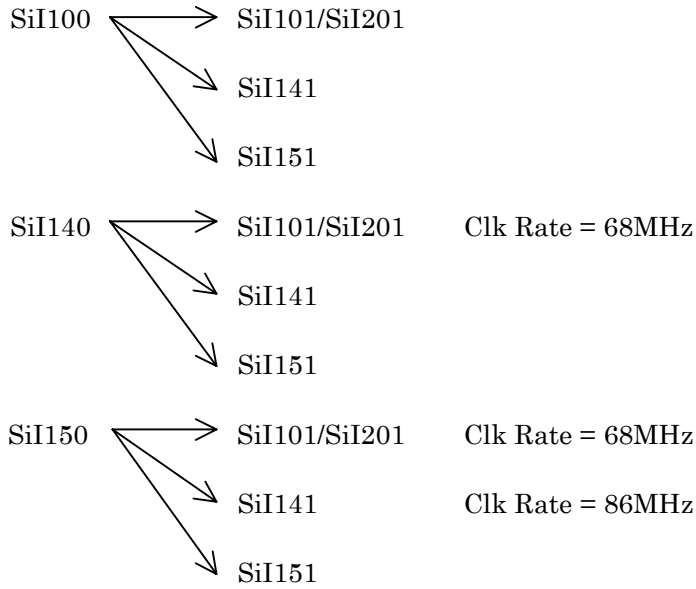 SiI100 SiI101/SiI201
SiI141
SiI151
SiI140 SiI101/SiI201 Clk Rate = 68MHz
SiI141
SiI151
SiI150 SiI101/SiI201 Clk Rate = 68MHz
SiI141 Clk Rate = 86MHz
SiI151